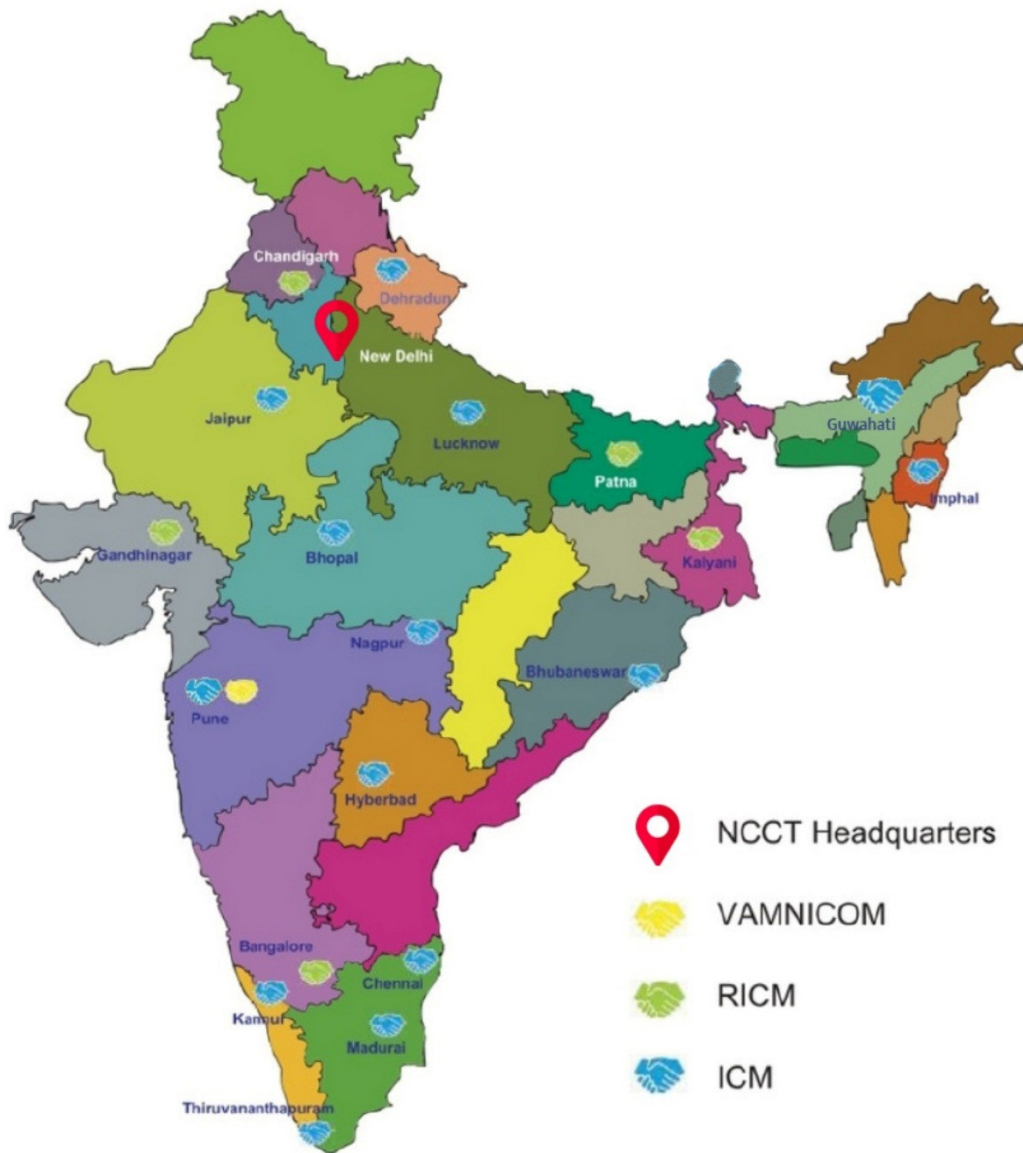 Chandigarh
Dehradun
New Delhi
Jaipur
Lucknow
Guwahati
Patna
Imphal
Gandhinagar
Bhopal
Kalyani
Nagpur
Bhubaneswar
Pune
Hyberbad
NCCT Headquarters
VAMNICOM
Bangalore
Chennai
RICM
Kannur
Madurai
ICM
Thiruvananthapuram